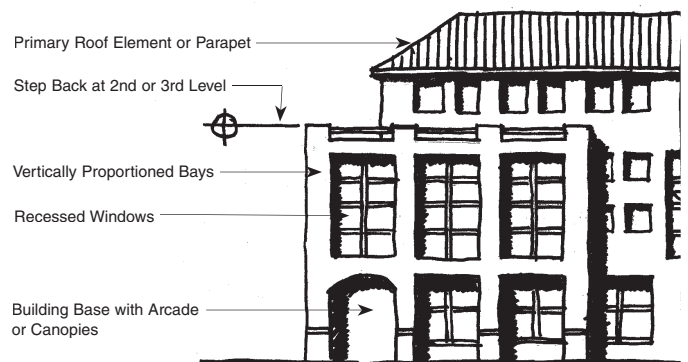 Primary Roof Element or Parapet
Step Back at 2nd or 3rd Level
Vertically Proportioned Bays
Recessed Windows
Building Base with Arcade
or Canopies